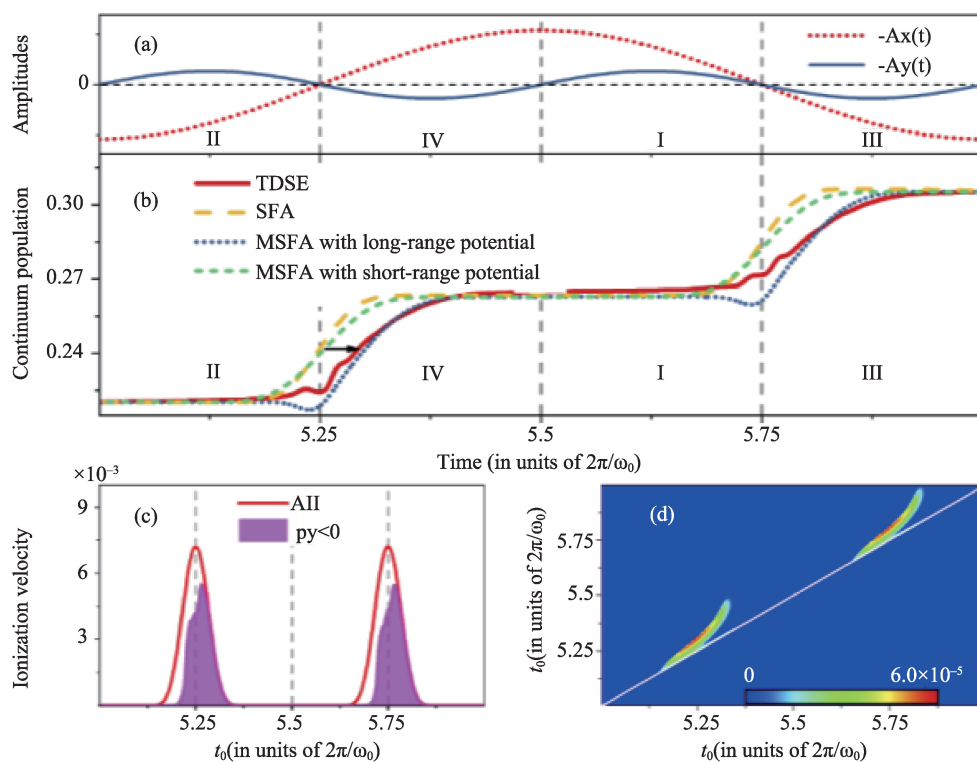 (a)
-Ax(t)
-Ay(t)
Amplitudes
0
II IV I III
(b)
TDSE
SFA
MSFA with long-range potential
MSFA with short-range potential
Continuum population
0.30
0.27
0.24
II IV I III
5.25 5.5 5.75
Time (in units of 2π/ω₀)
×10⁻³
(c)
AII
py<0
Ionization velocity
9
6
3
5.25 5.5 5.75
t₀(in units of 2π/ω₀)
(d)
t₀(in units of 2π/ω₀)
5.75
5.5
5.25
0 6.0×10⁻⁵
5.25 5.5 5.75
t₀(in units of 2π/ω₀)